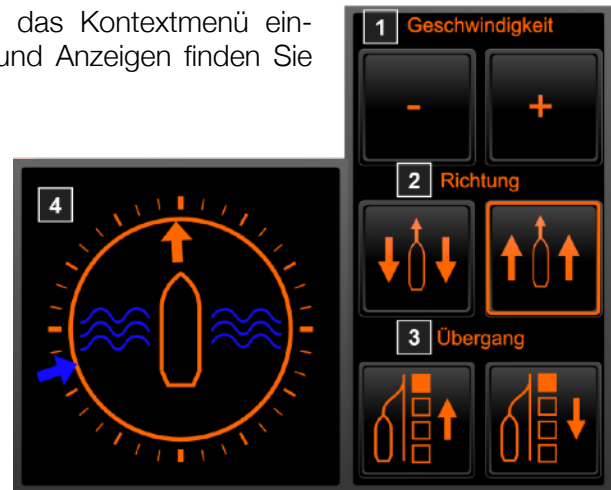 das Kontextmenü ein-
und Anzeigen finden Sie
1 Geschwindigkeit
- +
2 Richtung
4
3 Übergang